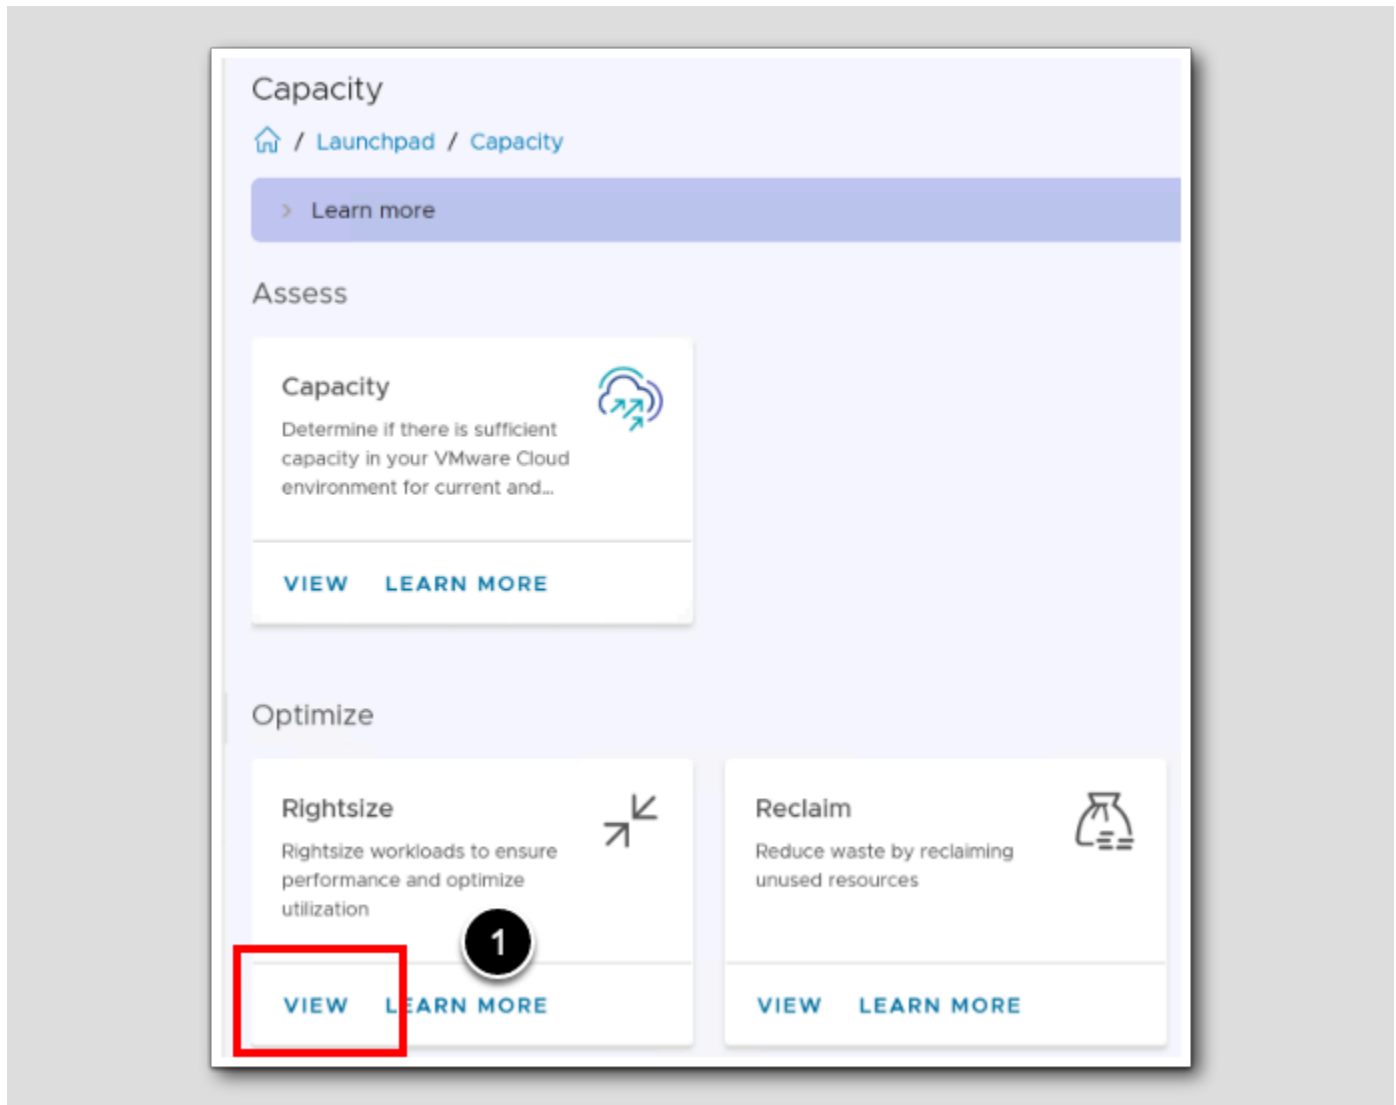 Capacity
/ Launchpad / Capacity
> Learn more
Assess
Capacity
Determine if there is sufficient
capacity in your VMware Cloud
environment for current and...
VIEW LEARN MORE
Optimize
Rightsize
Rightsize workloads to ensure
performance and optimize
utilization
1
VIEW LEARN MORE
Reclaim
Reduce waste by reclaiming
unused resources
VIEW LEARN MORE